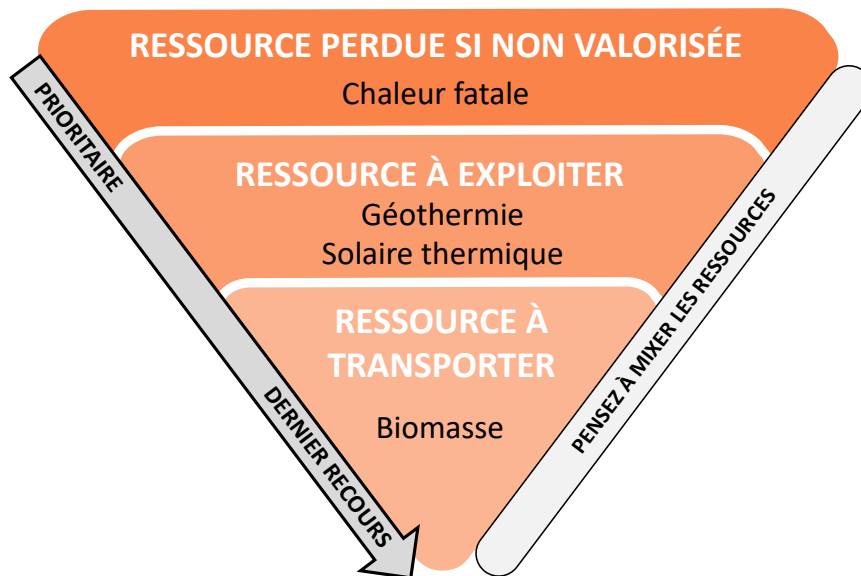 RESSOURCE PERDUE SI NON VALORISÉE
Chaleur fatale
PRIORITAIRE
RESSOURCE À EXPLOITER
Géothermie
Solaire thermique
RESSOURCE À
TRANSPORTER
Biomasse
DERNIER RECOURS
PENSEZ À MIXER LES RESSOURCES